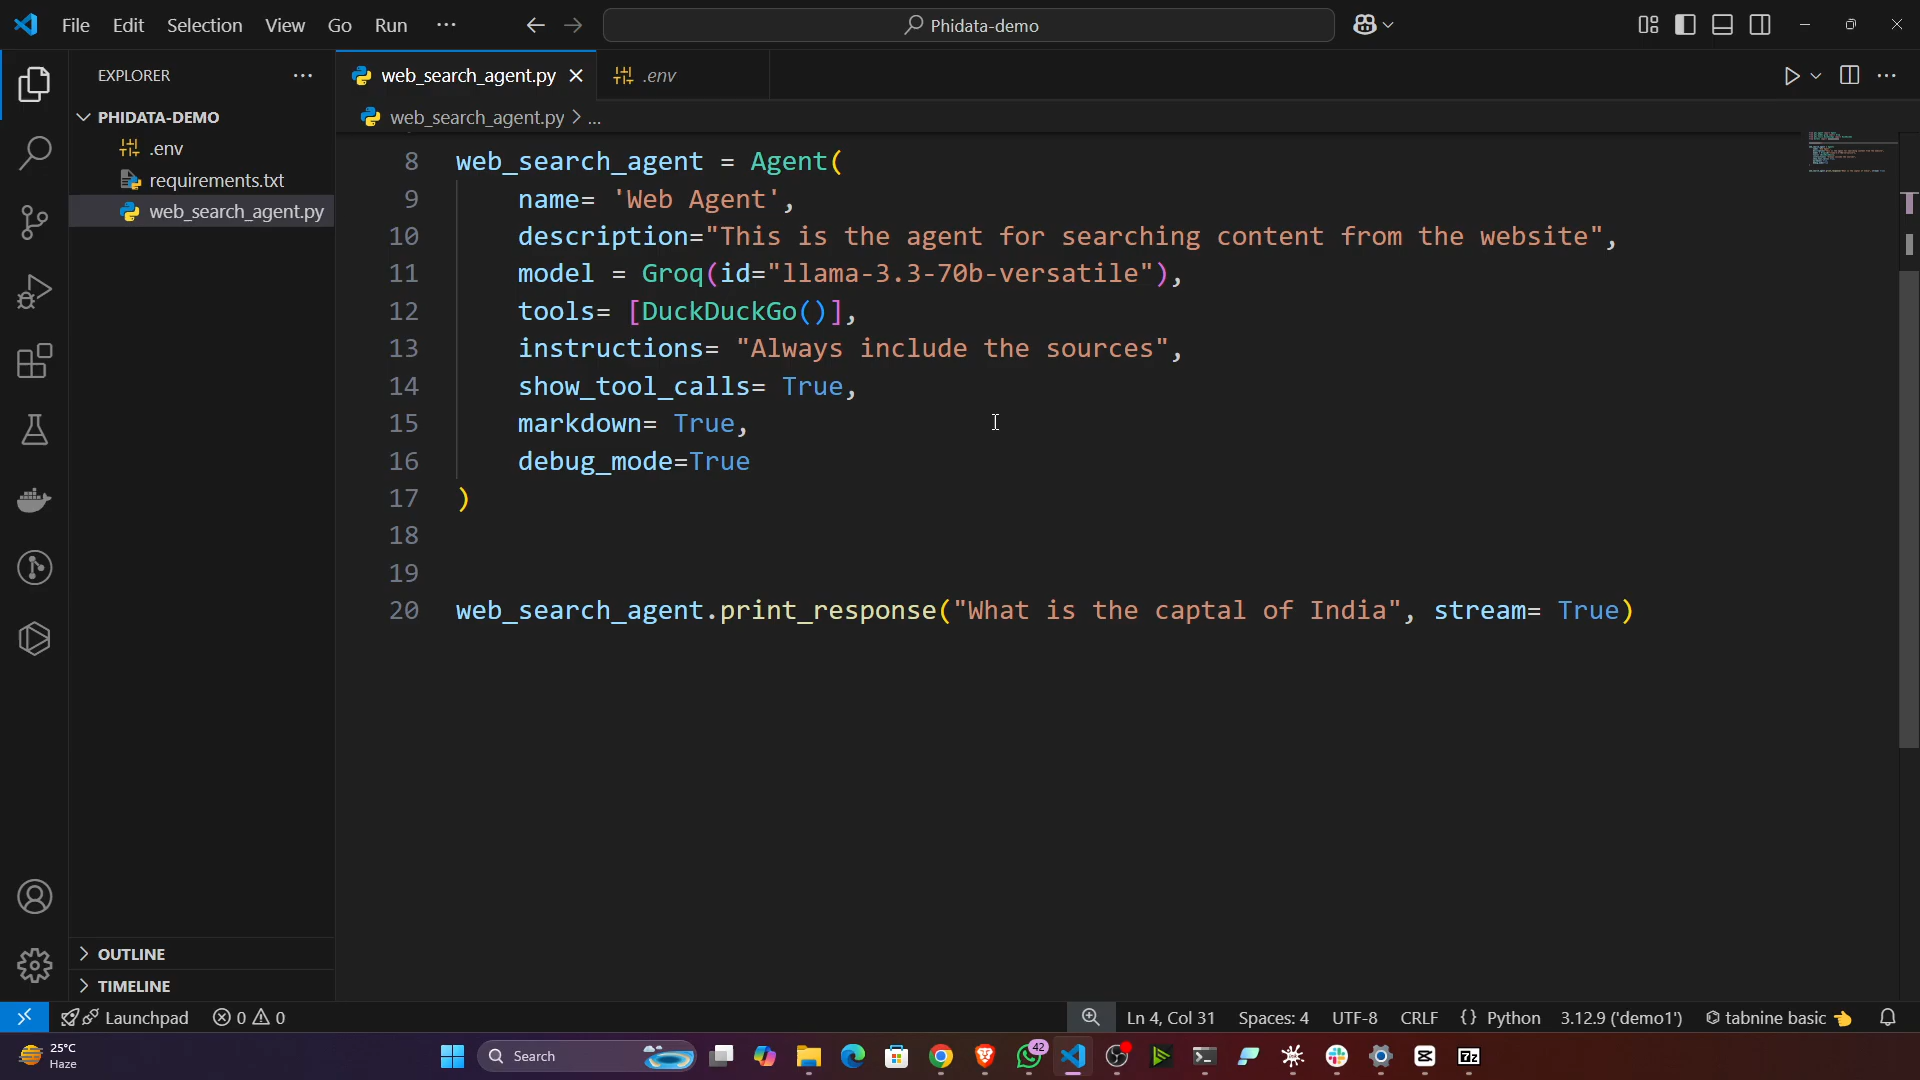 File Edit Selection View Go Run ...
Phidata-demo
EXPLORER ...
web_search_agent.py
.env
PHIDATA-DEMO
web_search_agent.py > ...
.env
requirements.txt
web_search_agent.py
8 web_search_agent = Agent(
9 name= 'Web Agent',
10 description="This is the agent for searching content from the website",
11 model = Groq(id="llama-3.3-70b-versatile"),
12 tools= [DuckDuckGo()],
13 instructions= "Always include the sources",
14 show_tool_calls= True,
15 markdown= True,
16 debug_mode=True
17 )
18
19
20 web_search_agent.print_response("What is the captal of India", stream= True)
OUTLINE
TIMELINE
Launchpad 0 0 Ln 4, Col 31 Spaces: 4 UTF-8 CRLF {} Python 3.12.9 ('demo1') tabnine basic
25°C
Haze
Search
42
7z